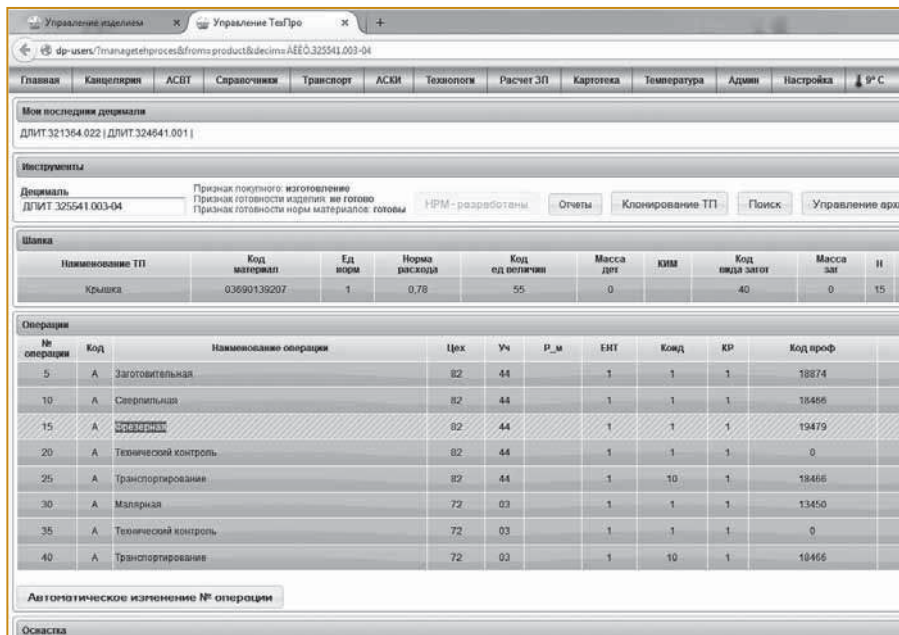 Управление изделием × Управление ТехПро × +
dp-users/?managetehproces&from=product&decim=ÄËÈÒ.325541.003-04
Главная Канцелярия АСВТ Справочники Транспорт АСКИ Технологи Расчет ЗП Картотека Температура Админ Настройка 9° C
Мои последнии децимали
ДЛИТ.321364.022 | ДЛИТ.324641.001 |
Инструменты
Дециmаль
ДЛИТ.325541.003-04
Признак покупного: изготовление
Признак готовности изделия: не готово
Признак готовности норм материалов: готовы
НРМ - разработаны Отчеты Клонирование ТП Поиск Управление арх
Шапка
Наименование ТП Код материал Ед норм Норма расхода Код ед величин Масса дет КИМ Код вида загот Масса заг Н
Крышка 03690139207 1 0,78 55 0 40 0 15
Операции
№ операции Код Наименование операции Цех Уч Р_м ЕНТ Конд КР Код проф
5 А Заготовительная 82 44 1 1 1 18874
10 А Сверлильная 82 44 1 1 1 18466
15 А Фрезерная 82 44 1 1 1 19479
20 А Технический контроль 82 44 1 1 1 0
25 А Транспортирование 82 44 1 10 1 18466
30 А Малярная 72 03 1 1 1 13450
35 А Технический контроль 72 03 1 1 1 0
40 А Транспортирование 72 03 1 10 1 18466
Автоматическое изменение № операции
Оснастка